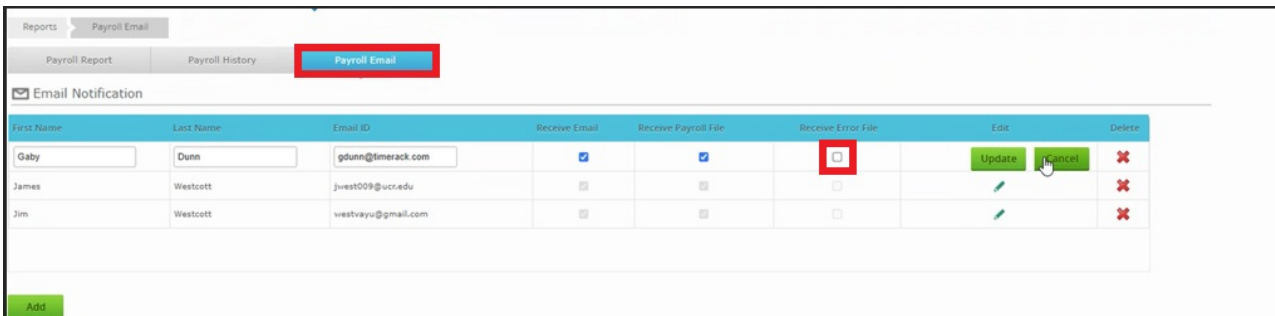 Reports Payroll Email
Payroll Report Payroll History Payroll Email
Email Notification
First Name Last Name Email ID Receive Email Receive Payroll File Receive Error File Edit Delete
Gaby Dunn gdunn@timerack.com Update Cancel
James Westcott jwest009@ucr.edu
Jim Westcott westvayu@gmail.com
Add